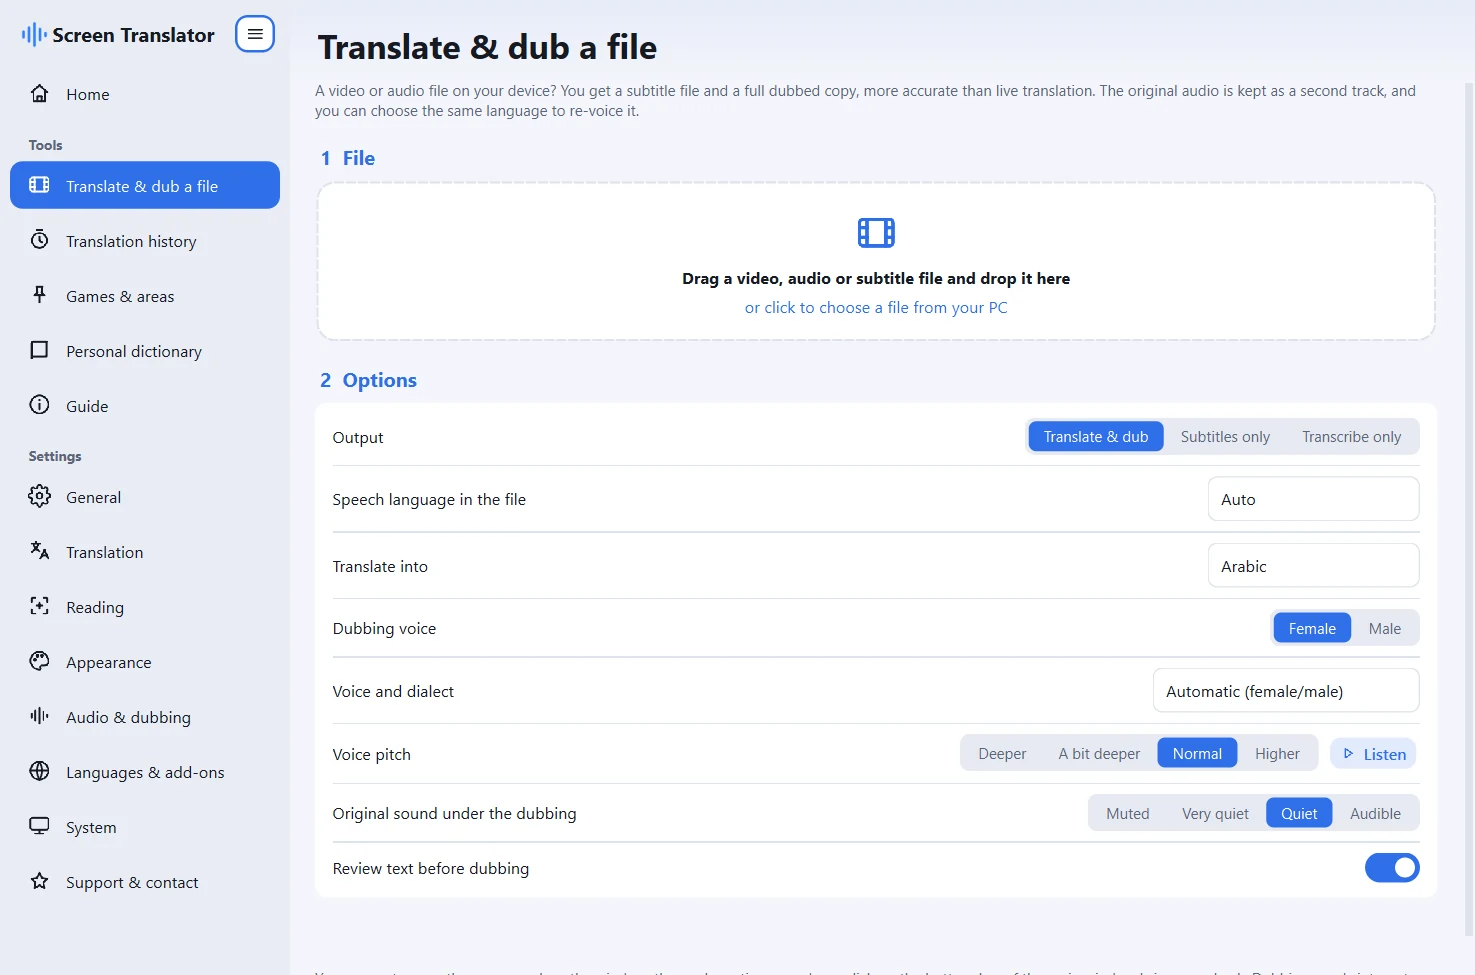 Screen Translator
Home
Tools
Translate & dub a file
Translation history
Games & areas
Personal dictionary
Guide
Settings
General
Translation
Reading
Appearance
Audio & dubbing
Languages & add-ons
System
Support & contact
Translate & dub a file
A video or audio file on your device? You get a subtitle file and a full dubbed copy, more accurate than live translation. The original audio is kept as a second track, and
you can choose the same language to re-voice it.
1 File
Drag a video, audio or subtitle file and drop it here
or click to choose a file from your PC
2 Options
Output Translate & dub Subtitles only Transcribe only
Speech language in the file Auto
Translate into Arabic
Dubbing voice Female Male
Voice and dialect Automatic (female/male)
Voice pitch Deeper A bit deeper Normal Higher Listen
Original sound under the dubbing Muted Very quiet Quiet Audible
Review text before dubbing